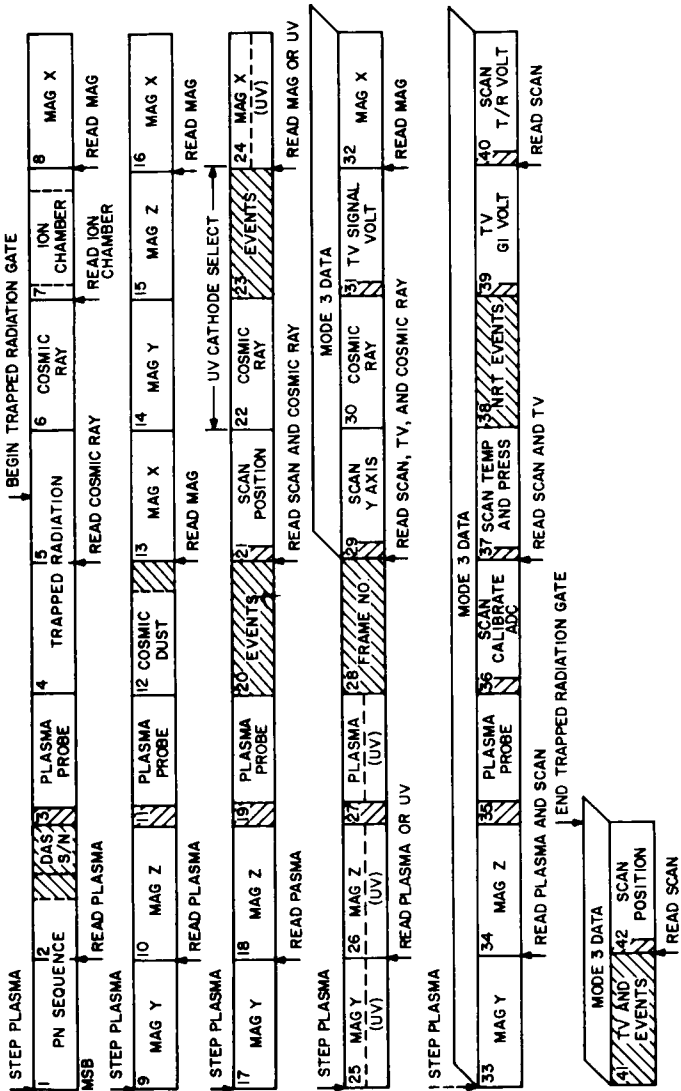 STEP PLASMA
BEGIN TRAPPED RADIATION GATE
1 PN SEQUENCE
2
DAS S/N
3 PLASMA PROBE
4 TRAPPED RADIATION
5
6 COSMIC RAY
7 ION CHAMBER
8 MAG X
MSB
READ PLASMA
READ COSMIC RAY
READ ION CHAMBER
READ MAG
STEP PLASMA
9 MAG Y
10 MAG Z
11 PLASMA PROBE
12 COSMIC DUST
13 MAG X
14 MAG Y
15 MAG Z
16 MAG X
READ PLASMA
READ MAG
READ MAG
STEP PLASMA
UV CATHODE SELECT
17 MAG Y
18 MAG Z
19 PLASMA PROBE
20 EVENTS
21 SCAN POSITION
22 COSMIC RAY
23 EVENTS
24 MAG X (UV)
READ PASMA
READ SCAN AND COSMIC RAY
READ MAG OR UV
STEP PLASMA
MODE 3 DATA
25 MAG Y (UV)
26 MAG Z (UV)
27 PLASMA (UV)
28 FRAME NO.
29 SCAN Y AXIS
30 COSMIC RAY
31 TV SIGNAL VOLT
32 MAG X
READ PLASMA OR UV
READ SCAN, TV, AND COSMIC RAY
READ MAG
STEP PLASMA
MODE 3 DATA
33 MAG Y
34 MAG Z
35 PLASMA PROBE
36 SCAN CALIBRATE ADC
37 SCAN TEMP AND PRESS
38 NRT EVENTS
39 TV G1 VOLT
40 SCAN T/R VOLT
READ PLASMA AND SCAN
READ SCAN AND TV
READ SCAN
END TRAPPED RADIATION GATE
MODE 3 DATA
41 TV AND EVENTS
42 SCAN POSITION
READ SCAN